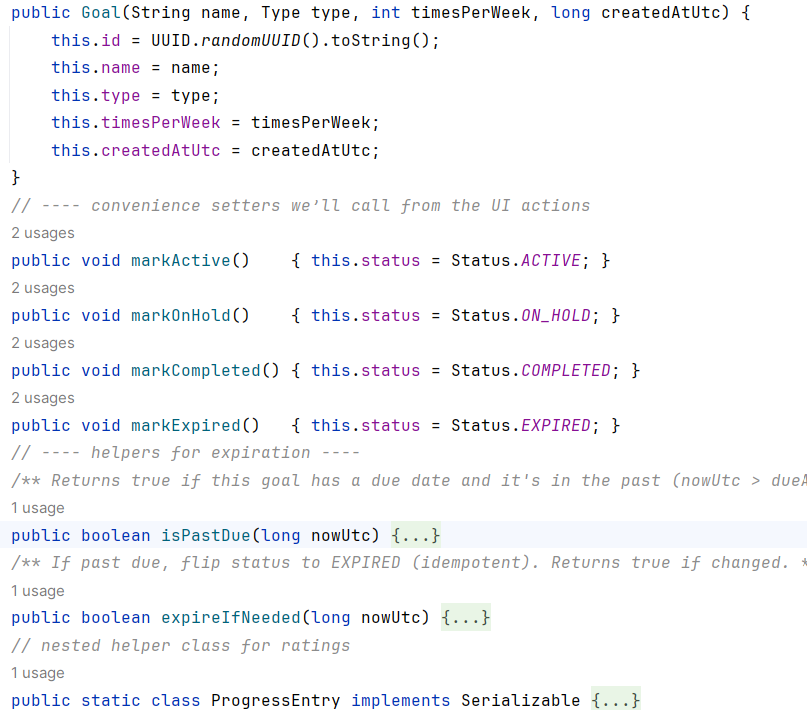 public Goal(String name, Type type, int timesPerWeek, long createdAtUtc) {
this.id = UUID.randomUUID().toString();
this.name = name;
this.type = type;
this.timesPerWeek = timesPerWeek;
this.createdAtUtc = createdAtUtc;
}
// ---- convenience setters we'll call from the UI actions
2 usages
public void markActive()    { this.status = Status.ACTIVE; }
2 usages
public void markOnHold()    { this.status = Status.ON_HOLD; }
2 usages
public void markCompleted() { this.status = Status.COMPLETED; }
2 usages
public void markExpired()   { this.status = Status.EXPIRED; }
// ---- helpers for expiration ----
/** Returns true if this goal has a due date and it's in the past (nowUtc > dueA
1 usage
public boolean isPastDue(long nowUtc) {...}
/** If past due, flip status to EXPIRED (idempotent). Returns true if changed. *
1 usage
public boolean expireIfNeeded(long nowUtc) {...}
// nested helper class for ratings
1 usage
public static class ProgressEntry implements Serializable {...}